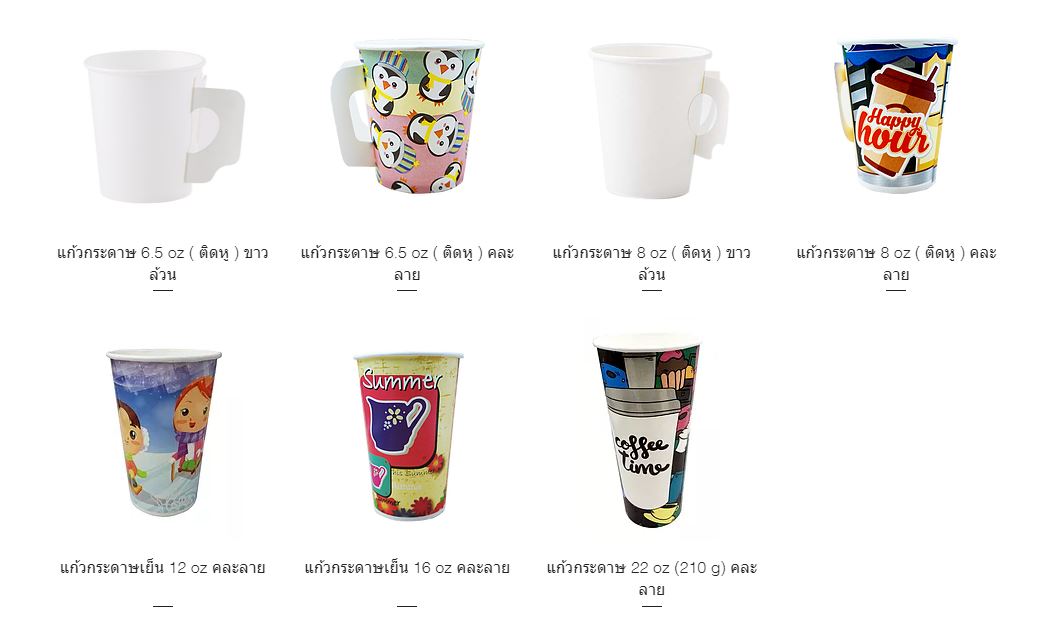 Happy
hour
แก้วกระดาษ 6.5 oz ( ติดหู ) ขาว
ล้วน
แก้วกระดาษ 6.5 oz ( ติดหู ) คละ
ลาย
แก้วกระดาษ 8 oz ( ติดหู ) ขาว
ล้วน
แก้วกระดาษ 8 oz ( ติดหู ) คละ
ลาย
Summer
this Summer
Summer
coffee
time
แก้วกระดาษเย็น 12 oz คละลาย
แก้วกระดาษเย็น 16 oz คละลาย
แก้วกระดาษ 22 oz (210 g) คละ
ลาย